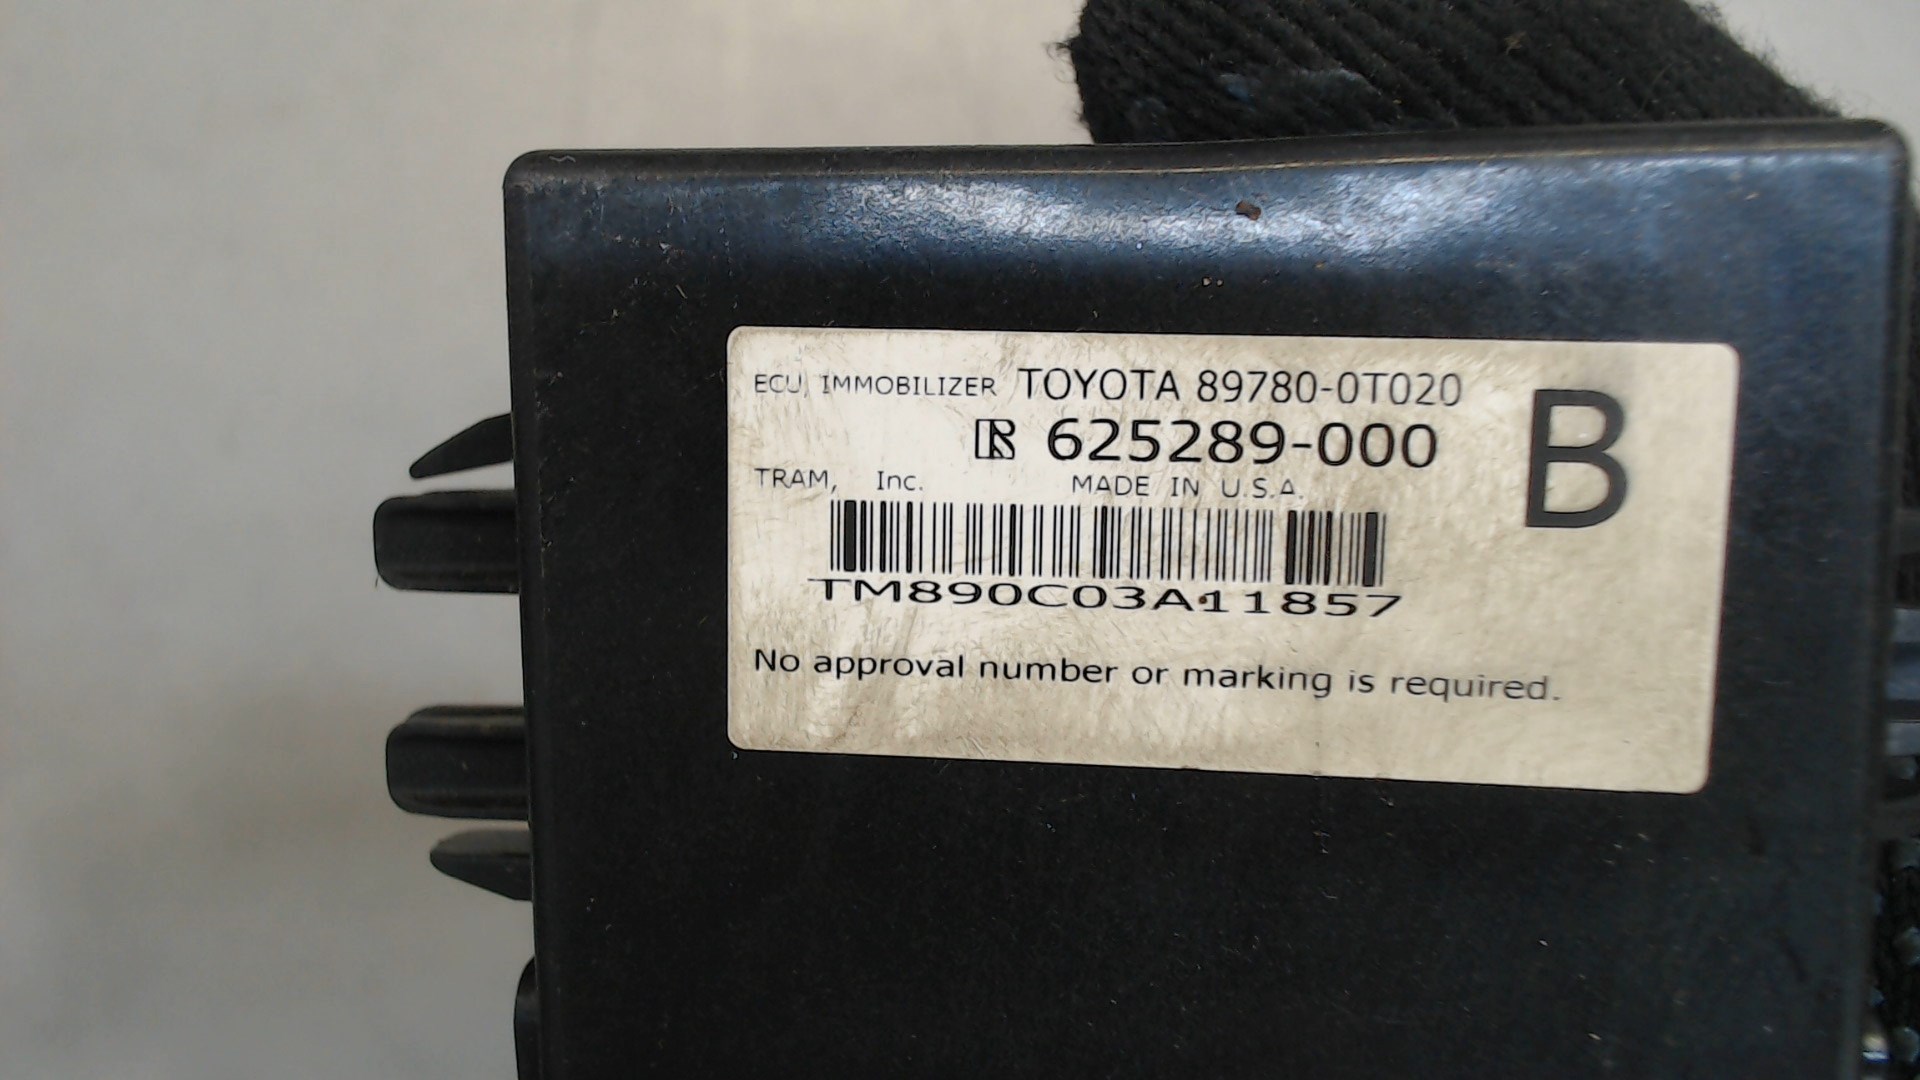 ECU, IMMOBILIZER TOYOTA 89780-0T020
R 625289-000
B
TRAM, Inc. MADE IN U.S.A.
TM890C03A11857
No approval number or marking is required.